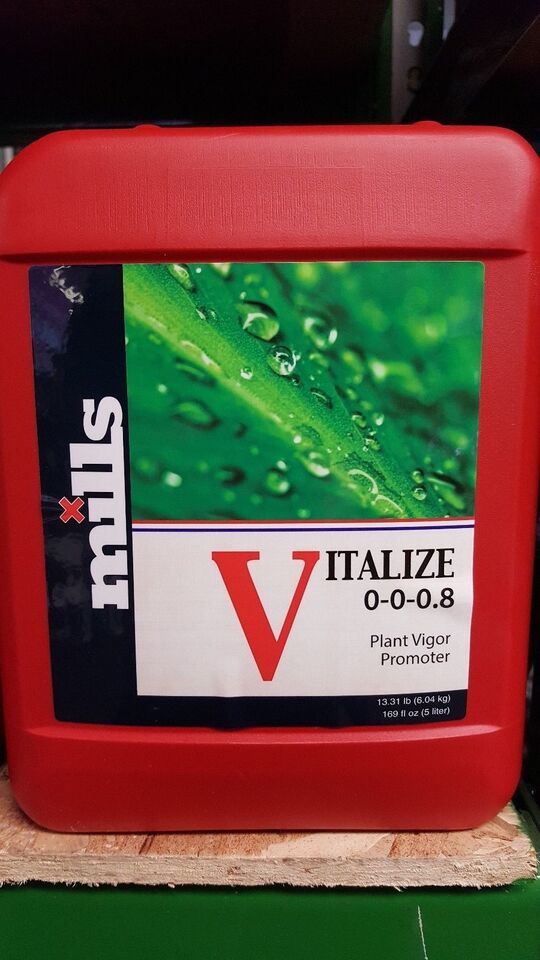 mills
VITALIZE
0-0-0.8
Plant Vigor
Promoter
13.31 lb (6.04 kg)
169 fl oz (5 liter)